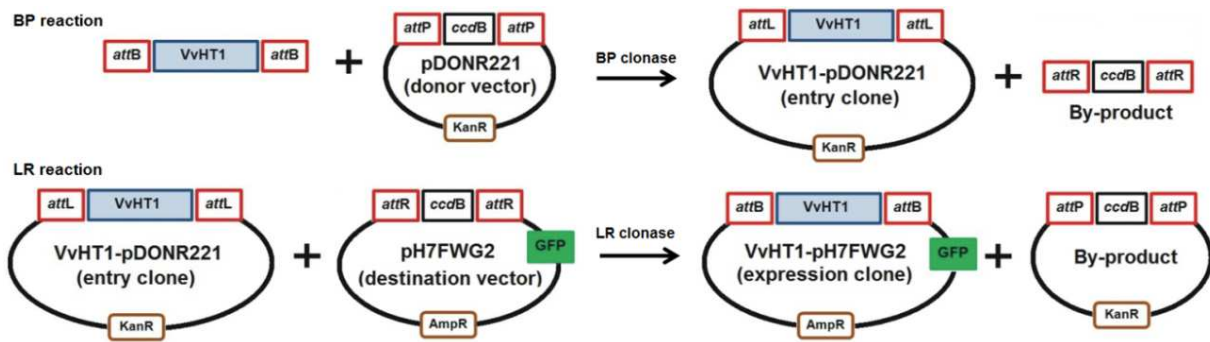 BP reaction
attB VvHT1 attB
+
attP ccdB attP
pDONR221
(donor vector)
KanR
BP clonase
attL VvHT1 attL
VvHT1-pDONR221
(entry clone)
KanR
+
attR ccdB attR
By-product
LR reaction
attL VvHT1 attL
VvHT1-pDONR221
(entry clone)
KanR
+
attR ccdB attR
GFP
pH7FWG2
(destination vector)
AmpR
LR clonase
attB VvHT1 attB
VvHT1-pH7FWG2
(expression clone)
GFP
AmpR
+
attP ccdB attP
By-product
KanR